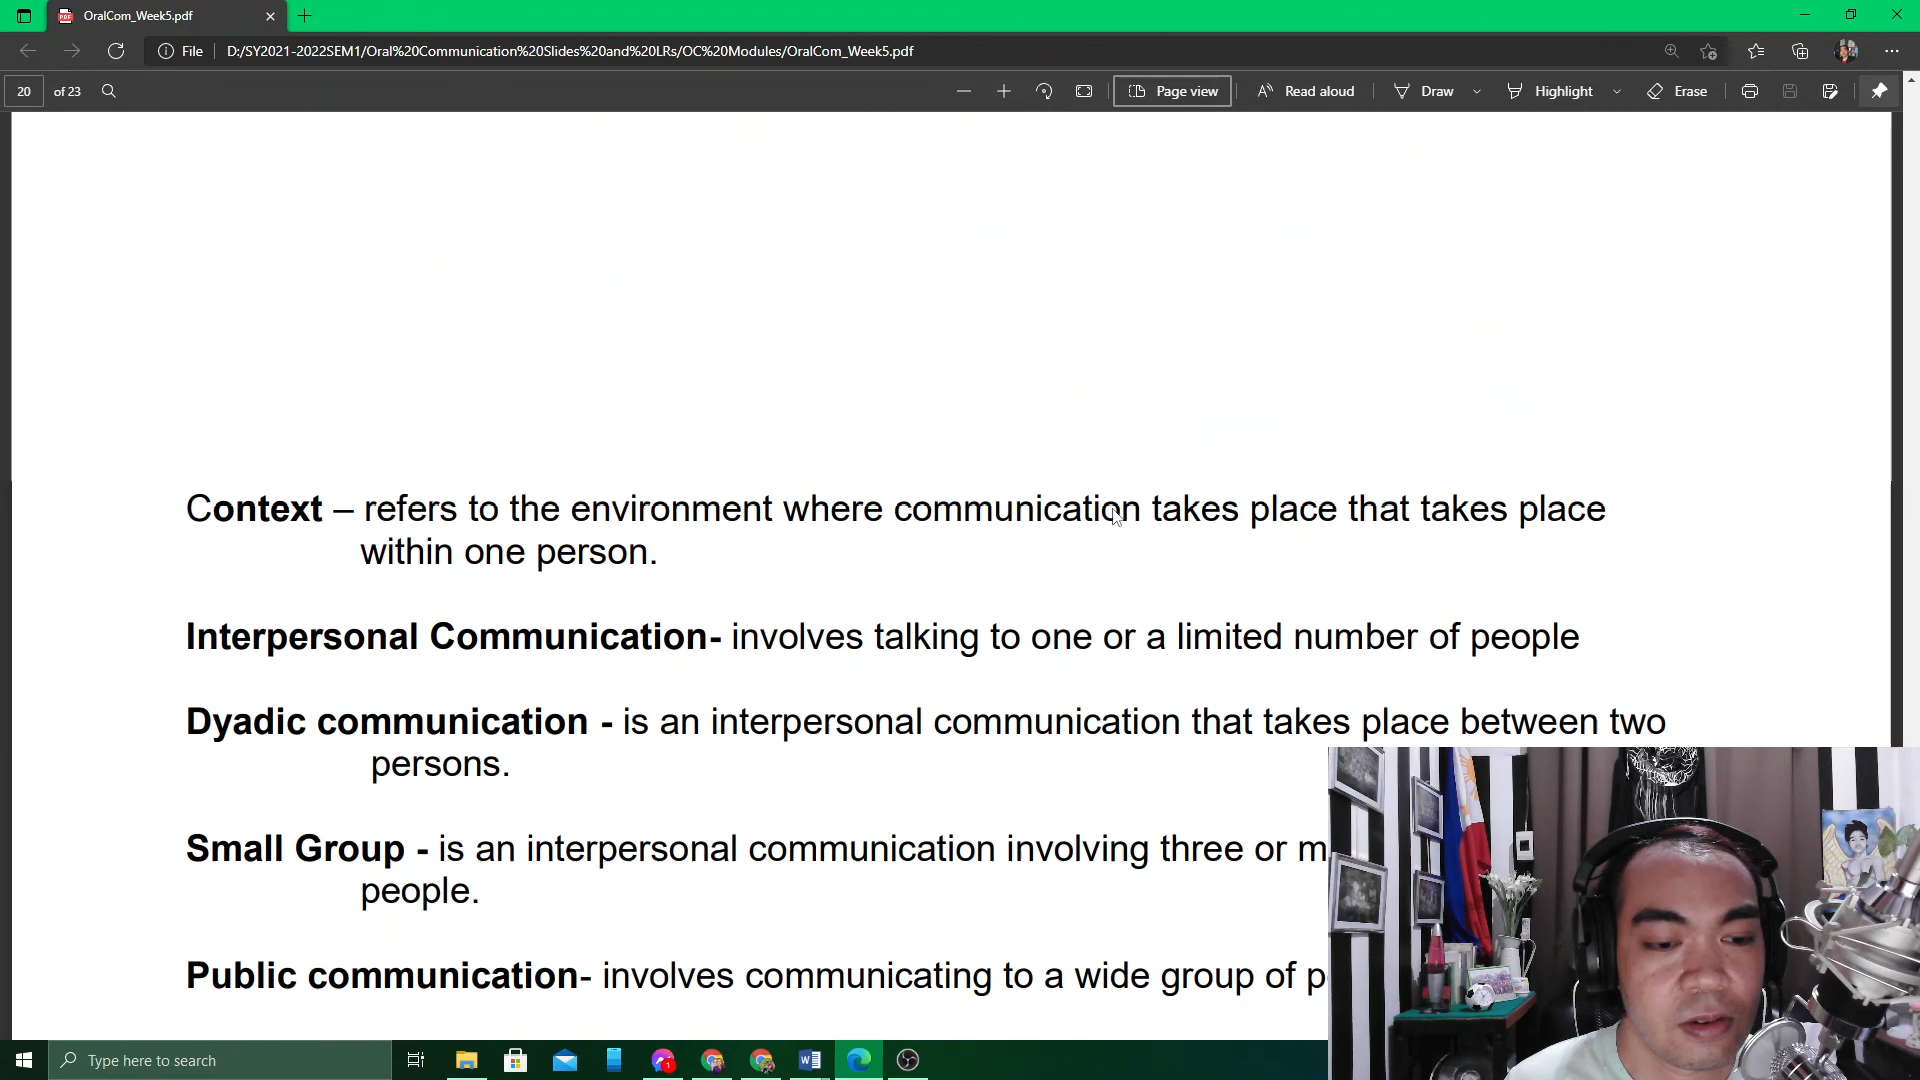 OralCom_Week5.pdf
File
D:/SY2021-2022SEM1/Oral%20Communication%20Slides%20and%20LRs/OC%20Modules/OralCom_Week5.pdf
20 of 23
Page view
Read aloud
Draw
Highlight
Erase
Context – refers to the environment where communication takes place that takes place
within one person.
Interpersonal Communication- involves talking to one or a limited number of people
Dyadic communication - is an interpersonal communication that takes place between two
persons.
Small Group - is an interpersonal communication involving three or
people.
Public communication- involves communicating to a wide group of
Type here to search
1